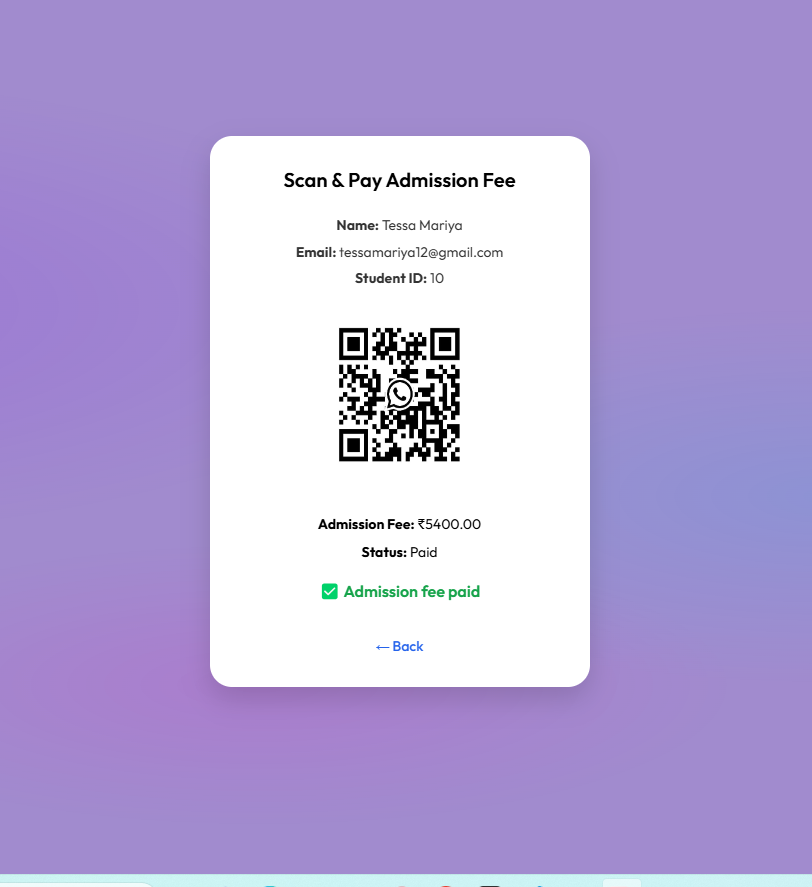 Scan & Pay Admission Fee
Name: Tessa Mariya
Email: tessamariya12@gmail.com
Student ID: 10
Admission Fee: ₹5400.00
Status: Paid
✅ Admission fee paid
← Back